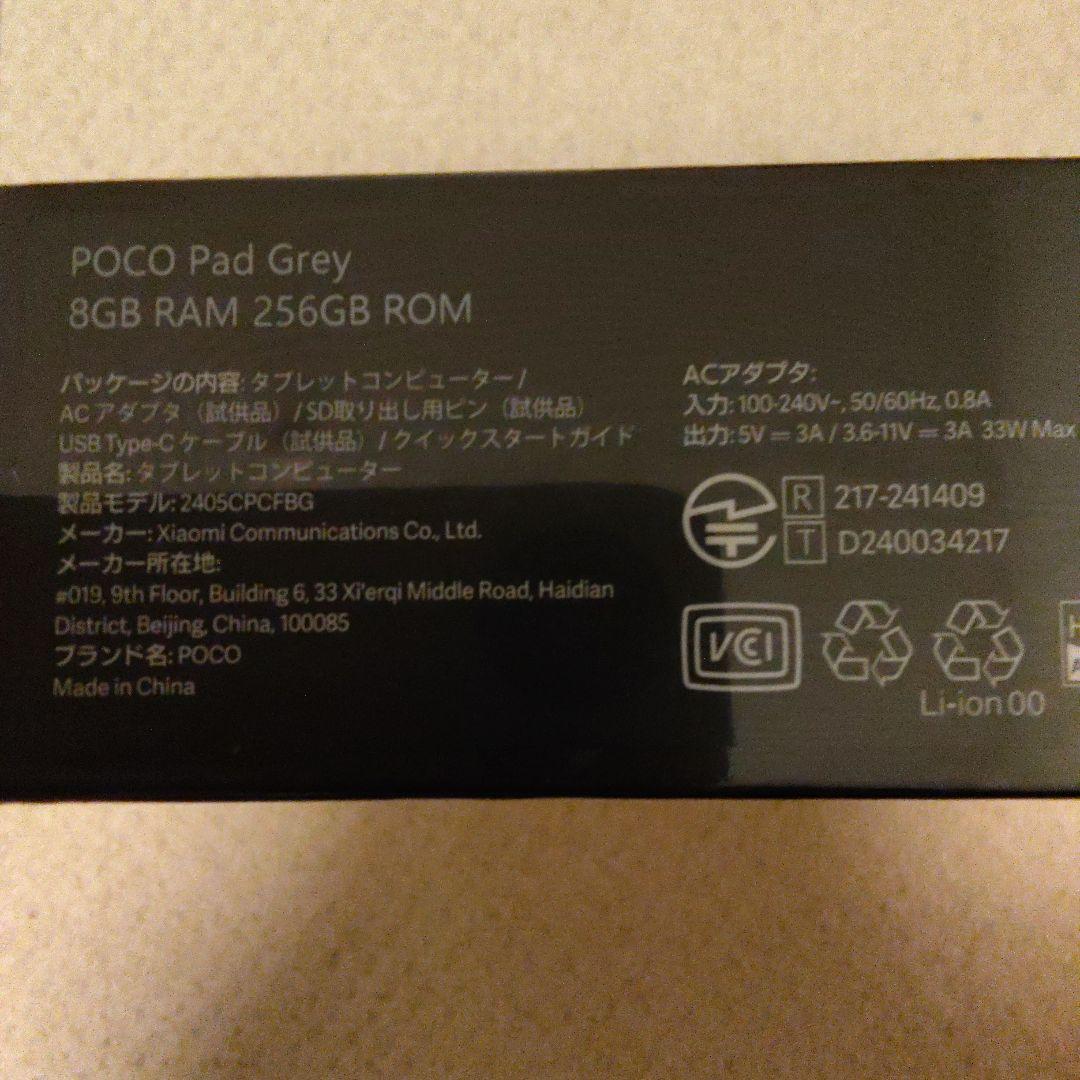 POCO Pad Grey
8GB RAM 256GB ROM
パッケージの内容: タブレットコンピューター /
AC アダプタ（試供品）/ SD取り出し用ピン（試供品）
USB Type-C ケーブル（試供品）/ クイックスタートガイド
製品名: タブレットコンピューター
製品モデル: 2405CPCFBG
メーカー: Xiaomi Communications Co., Ltd.
メーカー所在地:
#019, 9th Floor, Building 6, 33 Xi'erqi Middle Road, Haidian
District, Beijing, China, 100085
ブランド名: POCO
Made in China
ACアダプタ:
入力: 100-240V~, 50/60Hz, 0.8A
出力: 5V ⎓ 3A / 3.6-11V ⎓ 3A 33W Max
R 217-241409
T D240034217
VCCI
Li-ion 00